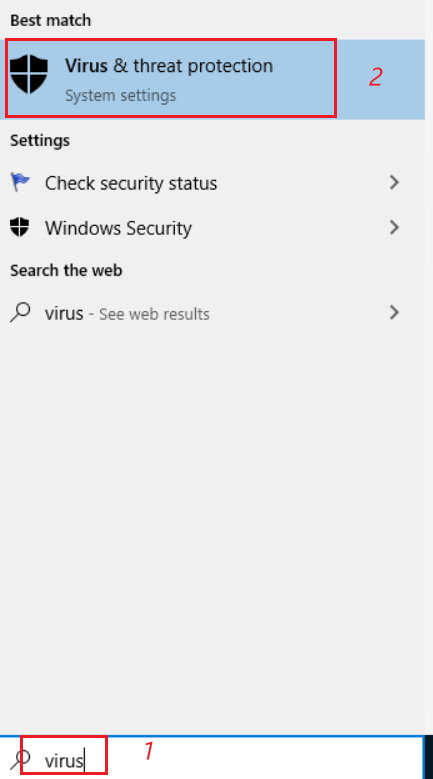 Best match
Virus & threat protection
2
System settings
Settings
Check security status
Windows Security
Search the web
virus - See web results
virus
1